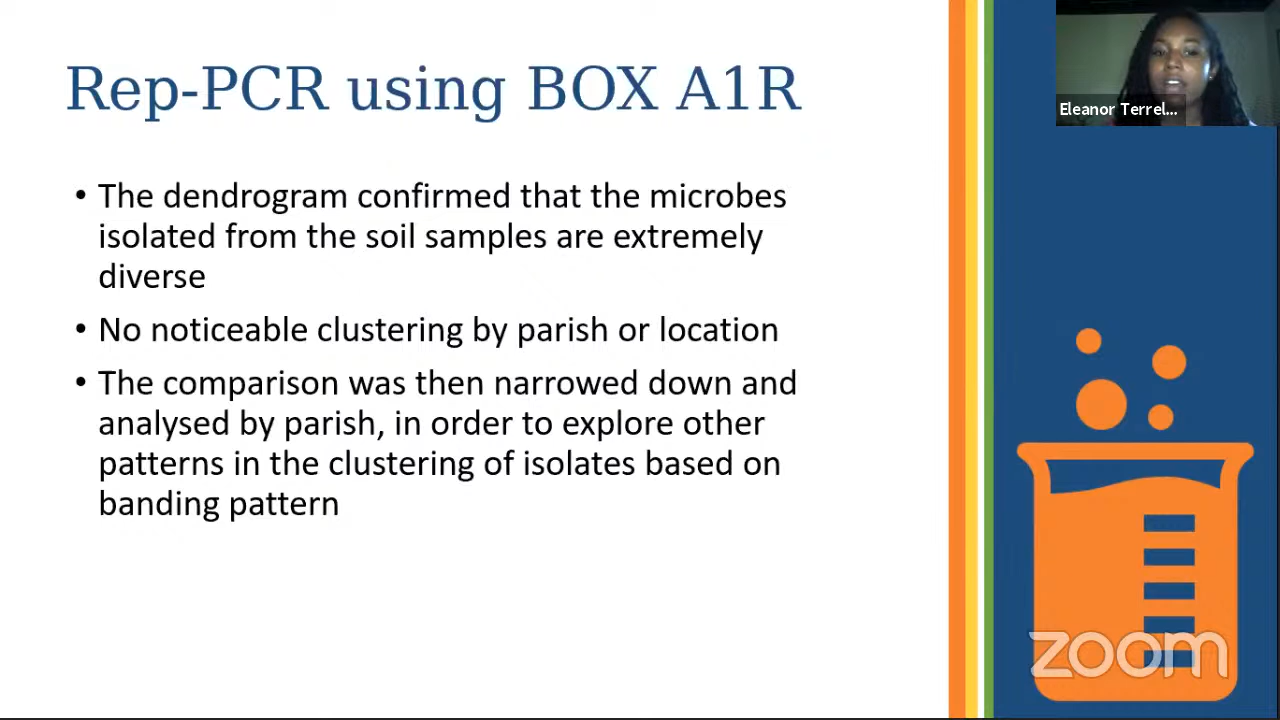 Rep-PCR using BOX A1R
Eleanor Terrel...
• The dendrogram confirmed that the microbes
isolated from the soil samples are extremely
diverse
• No noticeable clustering by parish or location
• The comparison was then narrowed down and
analysed by parish, in order to explore other
patterns in the clustering of isolates based on
banding pattern
zoom